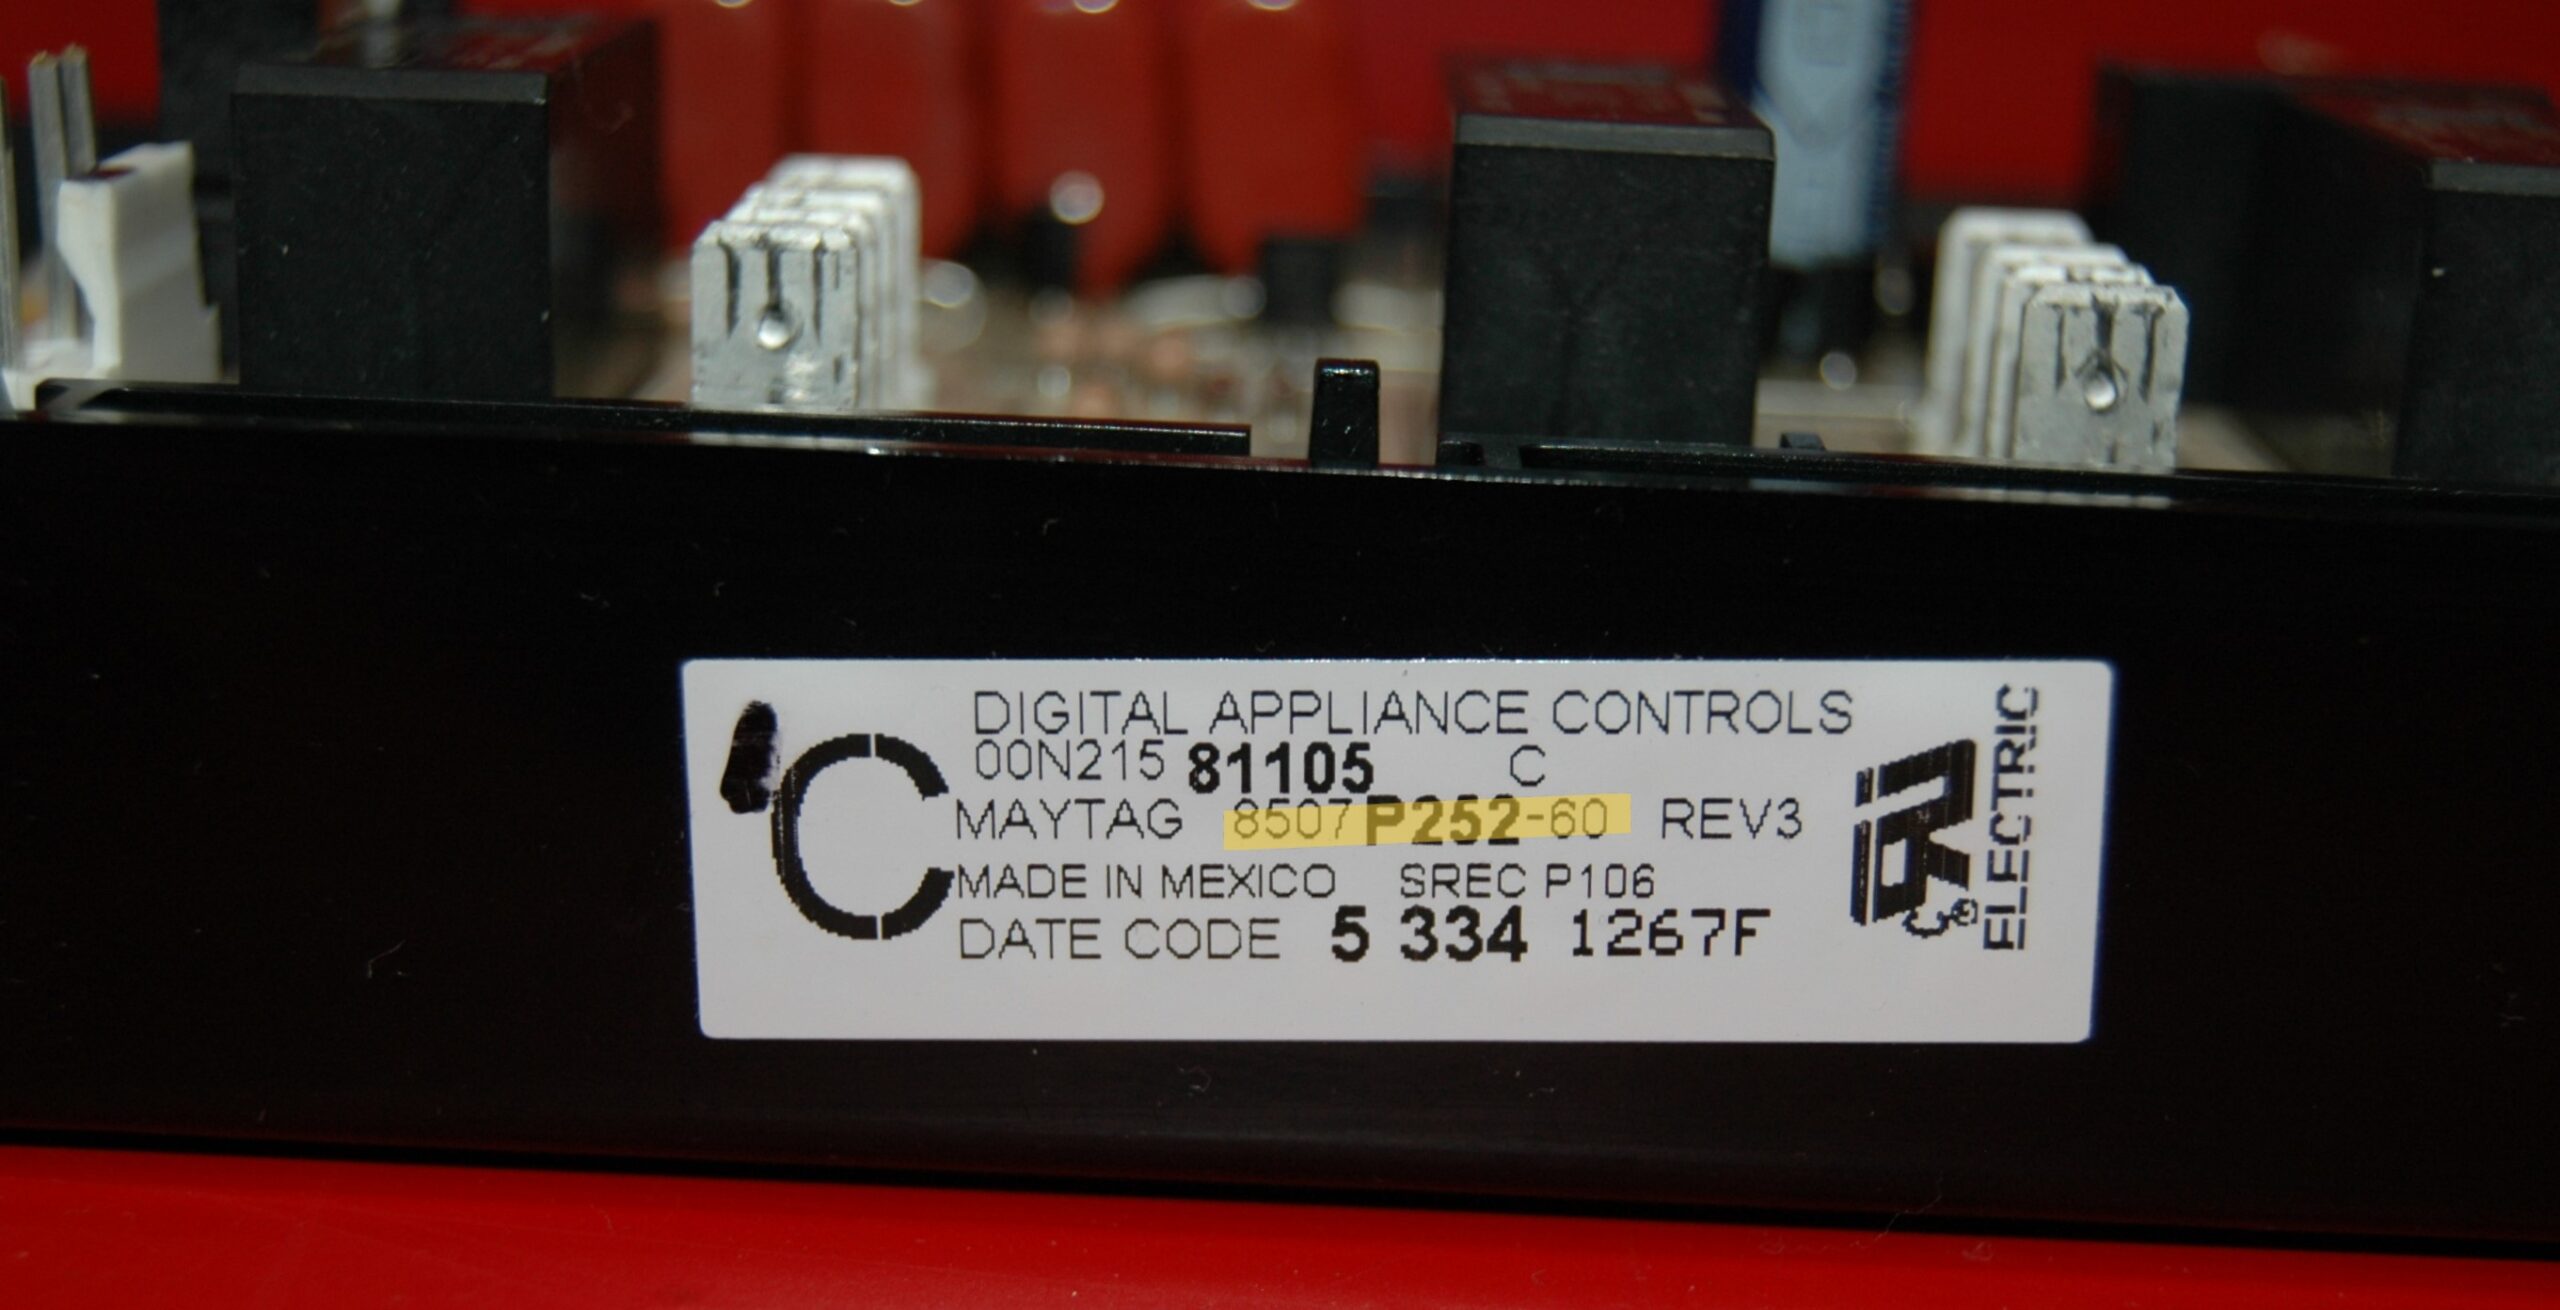 DIGITAL APPLIANCE CONTROLS
00N215 81105 C
MAYTAG 8507P252-60 REV3
MADE IN MEXICO SREC P106
DATE CODE 5 334 1267F
ELECTRIC